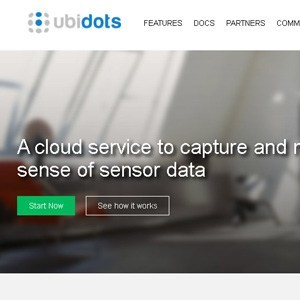 ubidots
FEATURES DOCS PARTNERS COMM
A cloud service to capture and
sense of sensor data
Start Now See how it works